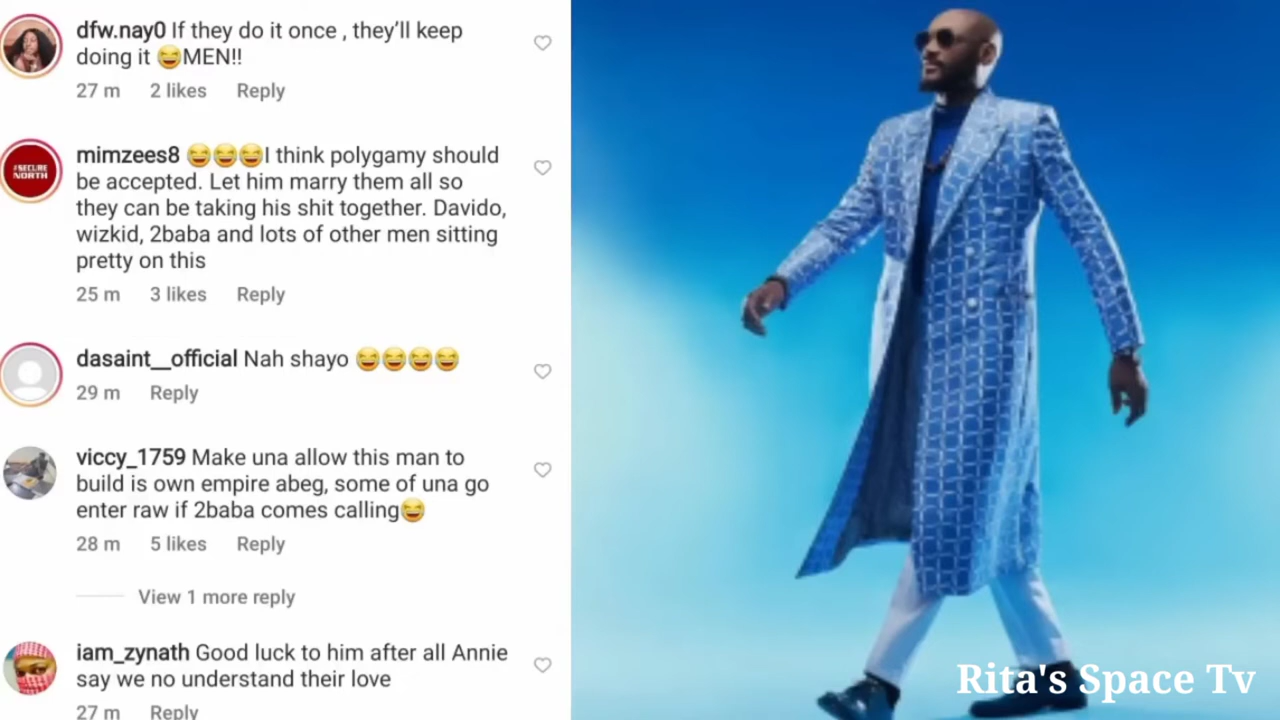 dfw.nay0 If they do it once , they’ll keep
doing it 😂MEN!!
27 m 2 likes Reply
#SECURE
NORTH
mimzees8 😂😂😂I think polygamy should
be accepted. Let him marry them all so
they can be taking his shit together. Davido,
wizkid, 2baba and lots of other men sitting
pretty on this
25 m 3 likes Reply
dasaint__official Nah shayo 😂😂😂😂
29 m Reply
viccy_1759 Make una allow this man to
build is own empire abeg, some of una go
enter raw if 2baba comes calling😂
28 m 5 likes Reply
View 1 more reply
iam_zynath Good luck to him after all Annie
say we no understand their love
27 m Reply
Rita's Space Tv